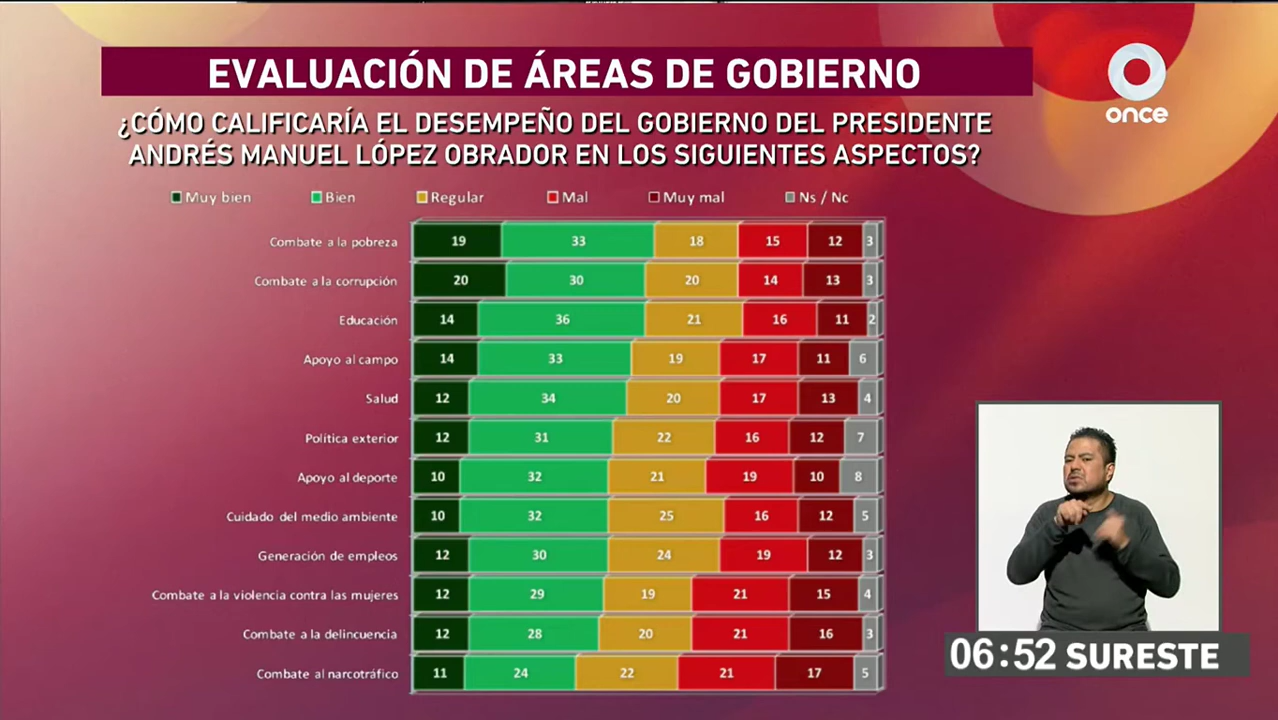 EVALUACIÓN DE ÁREAS DE GOBIERNO
once
¿CÓMO CALIFICARÍA EL DESEMPEÑO DEL GOBIERNO DEL PRESIDENTE
ANDRÉS MANUEL LÓPEZ OBRADOR EN LOS SIGUIENTES ASPECTOS?
Muy bien Bien Regular Mal Muy mal Ns / Nc
Combate a la pobreza 19 33 18 15 12 3
Combate a la corrupción 20 30 20 14 13 3
Educación 14 36 21 16 11 2
Apoyo al campo 14 33 19 17 11 6
Salud 12 34 20 17 13 4
Política exterior 12 31 22 16 12 7
Apoyo al deporte 10 32 21 19 10 8
Cuidado del medio ambiente 10 32 25 16 12 5
Generación de empleos 12 30 24 19 12 3
Combate a la violencia contra las mujeres 12 29 19 21 15 4
Combate a la delincuencia 12 28 20 21 16 3
Combate al narcotráfico 11 24 22 21 17 5
06:52 SURESTE